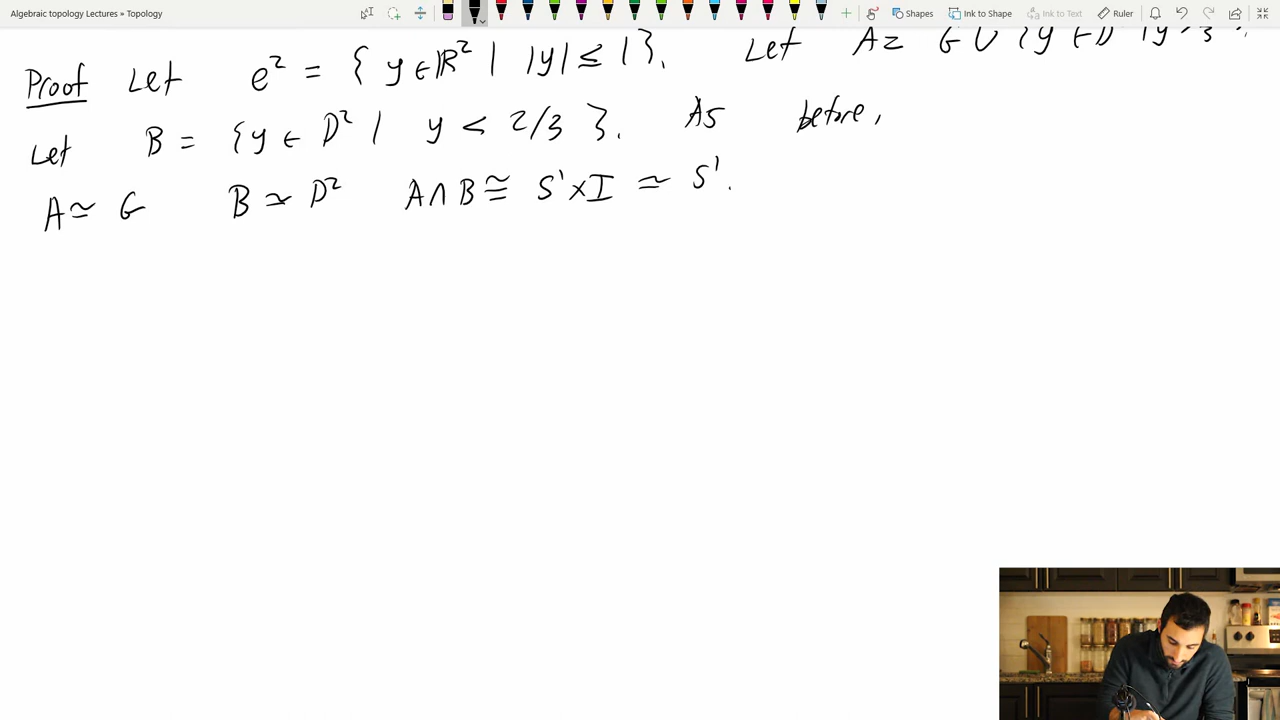 Algebraic topology Lectures » Topology
Shapes Ink to Shape Ink to Text Ruler
Proof Let e² = { y ∈ ℝ² | |y| ≤ 1 }. Let A = G ∪ { y ∈ D² | y >
Let B = { y ∈ D² | y < 2/3 }. As before,
A ≃ G B ≃ D² A ∩ B ≅ S¹ × I ≃ S¹.